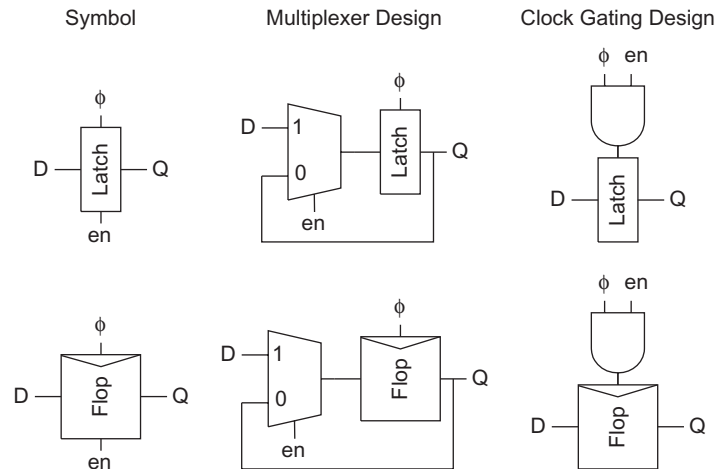 Symbol
Multiplexer Design
Clock Gating Design
ϕ
D
Latch
Q
en
ϕ
D
1
0
Latch
Q
en
ϕ en
D
Latch
Q
ϕ
D
Flop
Q
en
ϕ
D
1
0
Flop
Q
en
ϕ en
D
Flop
Q